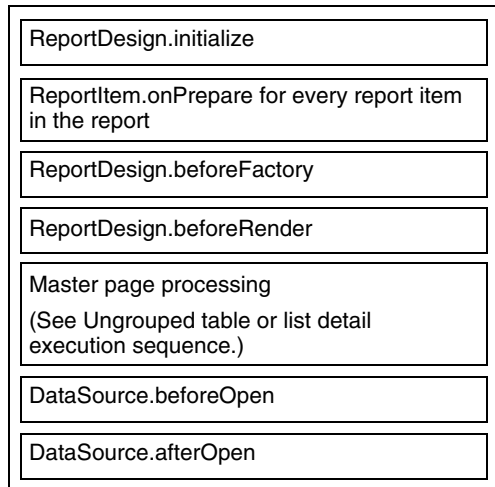 ReportDesign.initialize
ReportItem.onPrepare for every report item
in the report
ReportDesign.beforeFactory
ReportDesign.beforeRender
Master page processing
(See Ungrouped table or list detail
execution sequence.)
DataSource.beforeOpen
DataSource.afterOpen